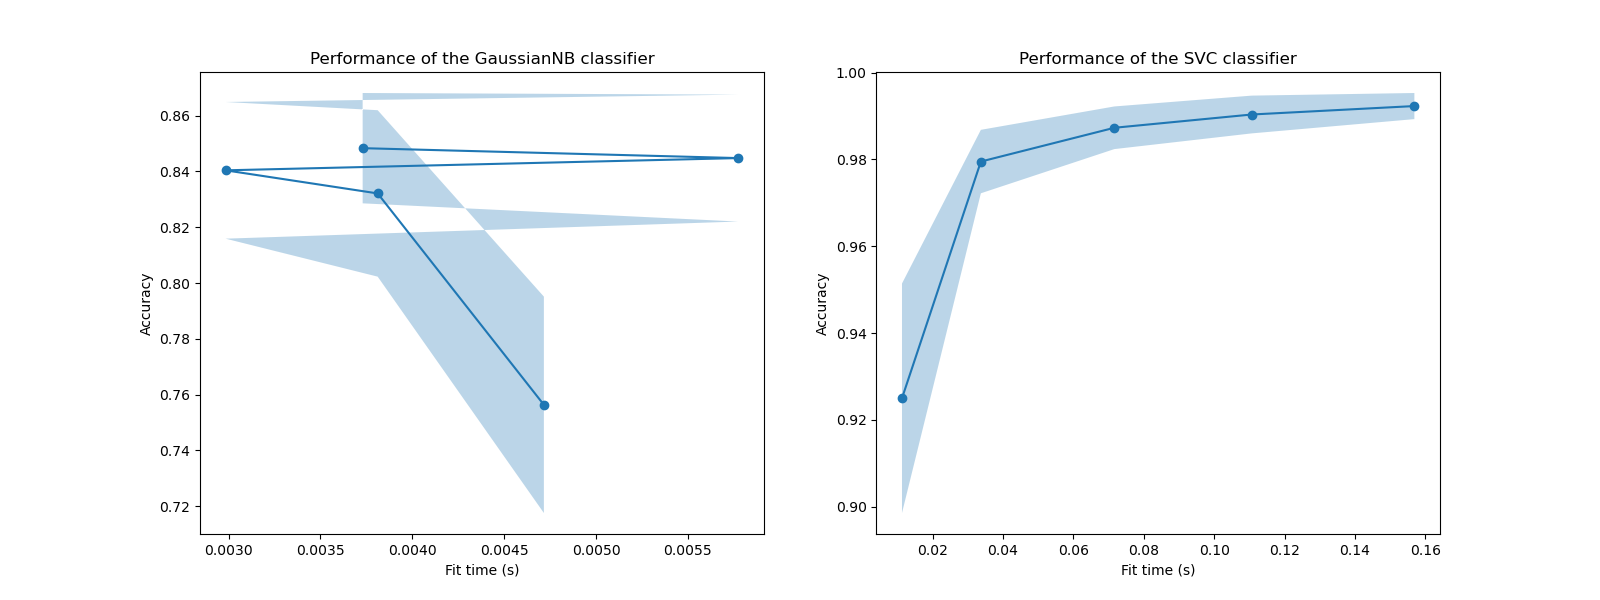 Performance of the GaussianNB classifier
Accuracy
0.86
0.84
0.82
0.80
0.78
0.76
0.74
0.72
0.0030 0.0035 0.0040 0.0045 0.0050 0.0055
Fit time (s)
Performance of the SVC classifier
Accuracy
1.00
0.98
0.96
0.94
0.92
0.90
0.02 0.04 0.06 0.08 0.10 0.12 0.14 0.16
Fit time (s)